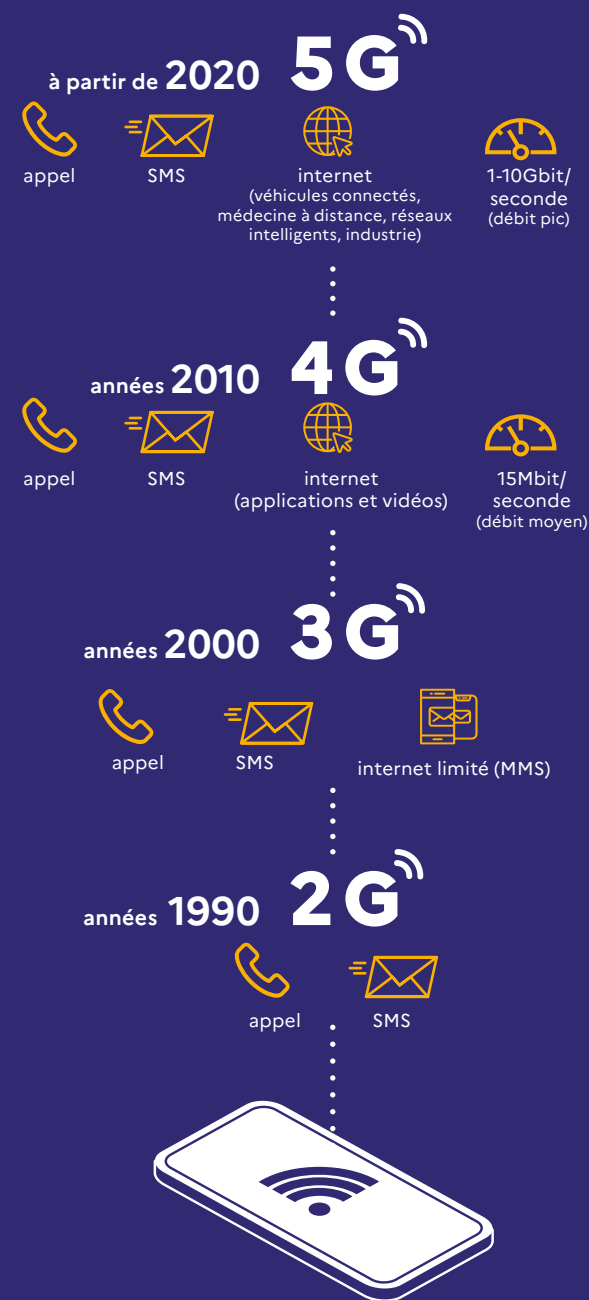 à partir de 2020 5G
appel
SMS
internet
(véhicules connectés,
médecine à distance, réseaux
intelligents, industrie)
1-10Gbit/
seconde
(débit pic)
années 2010 4G
appel
SMS
internet
(applications et vidéos)
15Mbit/
seconde
(débit moyen)
années 2000 3G
appel
SMS
internet limité (MMS)
années 1990 2G
appel
SMS